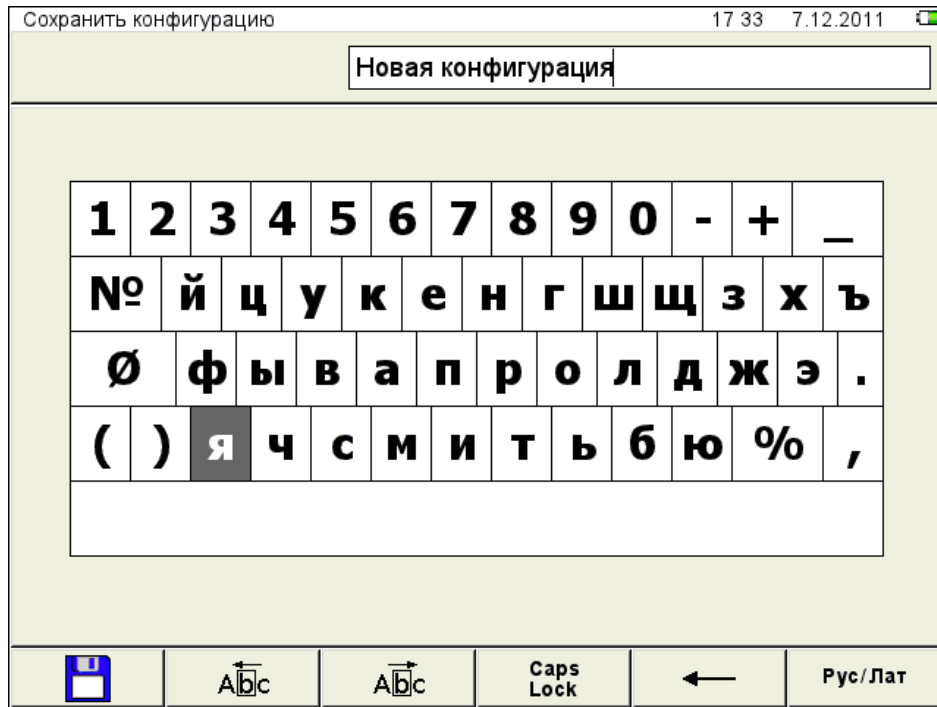 Сохранить конфигурацию 17 33 7.12.2011
Новая конфигурация
1 2 3 4 5 6 7 8 9 0 - + _
№ й ц у к е н г ш щ з х ъ
Ø ф ы в а п р о л д ж э .
( ) я ч с м и т ь б ю % ,
Abc Abc Caps Lock Рус/Лат